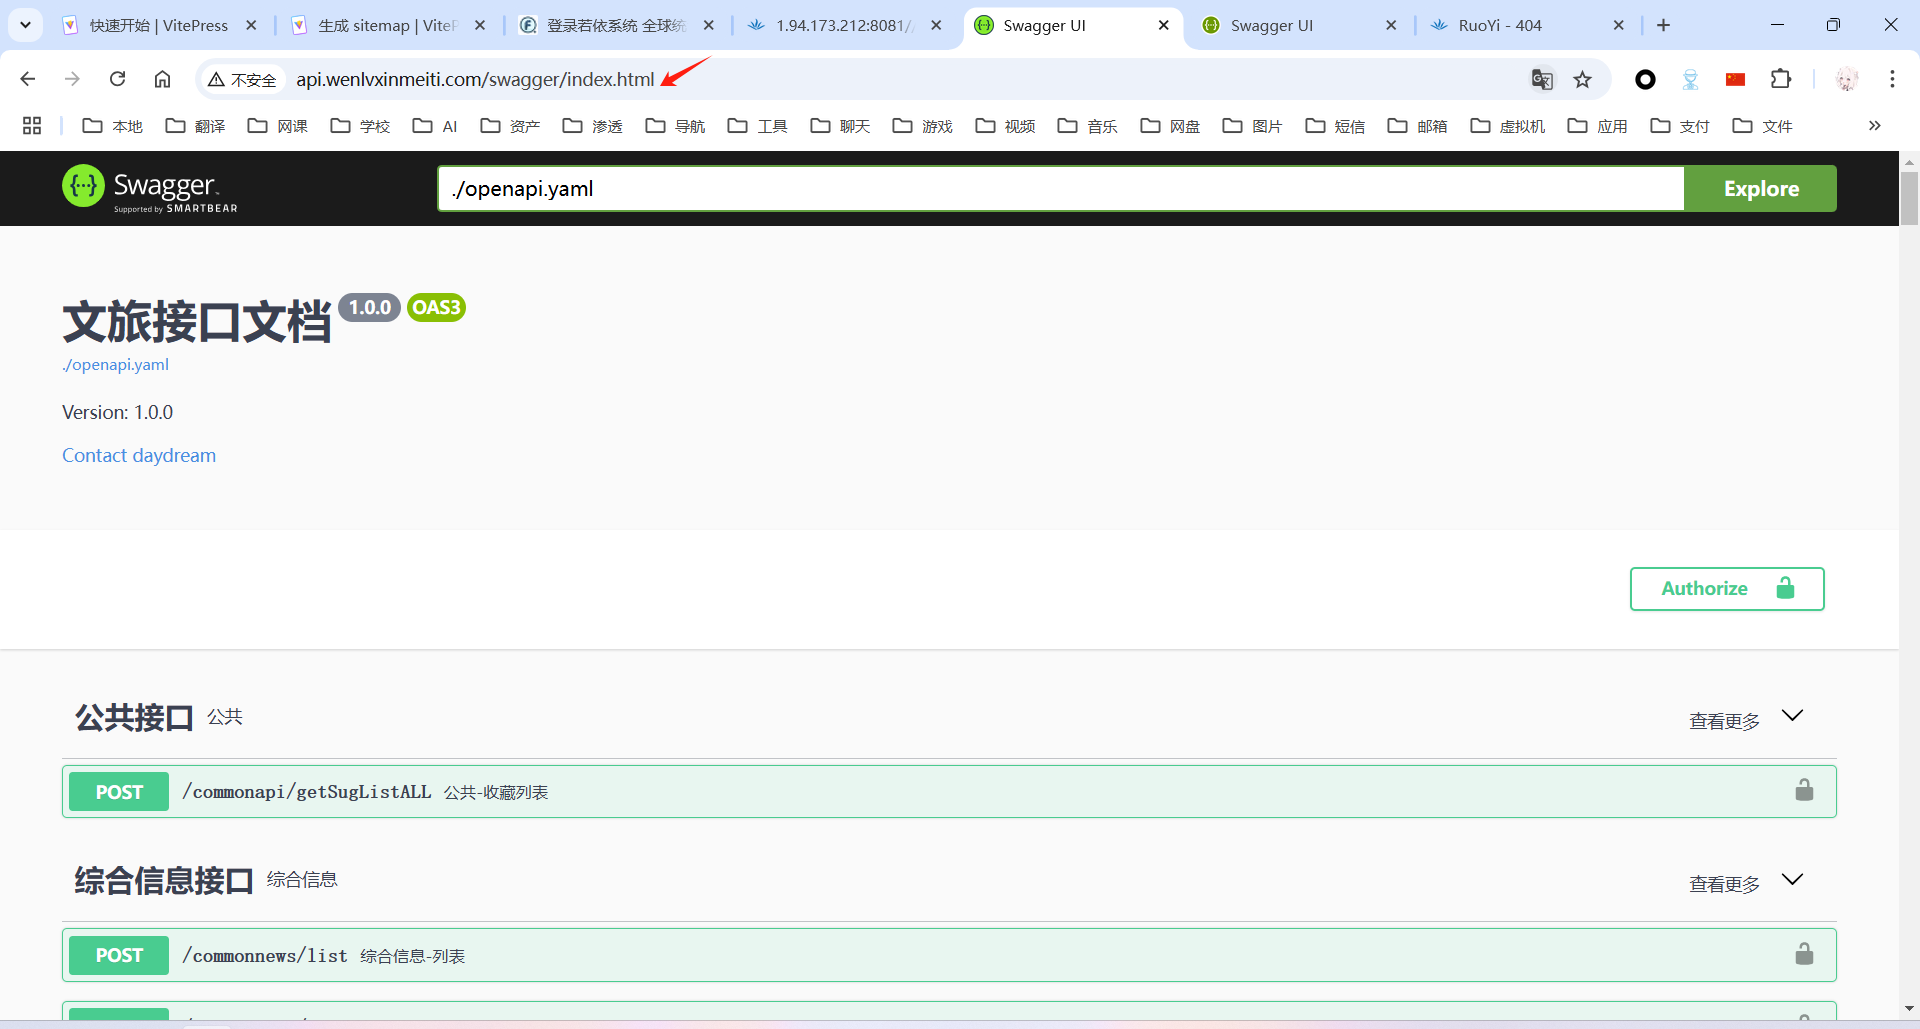 快速开始 | VitePress
生成 sitemap | ViteP
登录若依系统 全球统
1.94.173.212:8081//
Swagger UI
Swagger UI
RuoYi - 404
不安全
api.wenlvxinmeiti.com/swagger/index.html
本地
翻译
网课
学校
AI
资产
渗透
导航
工具
聊天
游戏
视频
音乐
网盘
图片
短信
邮箱
虚拟机
应用
支付
文件
Swagger
Supported by SMARTBEAR
./openapi.yaml
Explore
文旅接口文档 1.0.0 OAS3
./openapi.yaml
Version: 1.0.0
Contact daydream
Authorize
公共接口 公共
查看更多
POST /commonapi/getSugListALL 公共-收藏列表
综合信息接口 综合信息
查看更多
POST /commonnews/list 综合信息-列表